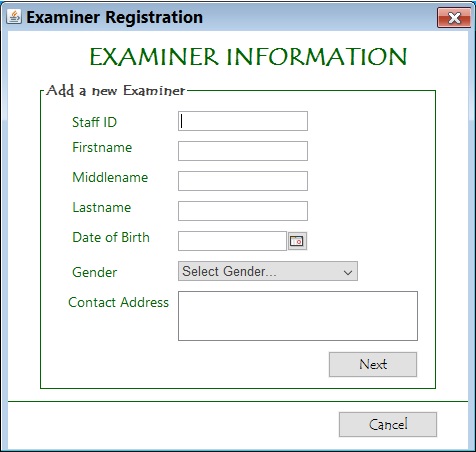 Examiner Registration
EXAMINER INFORMATION
Add a new Examiner
Staff ID
Firstname
Middlename
Lastname
Date of Birth
Gender Select Gender...
Contact Address
Next
Cancel